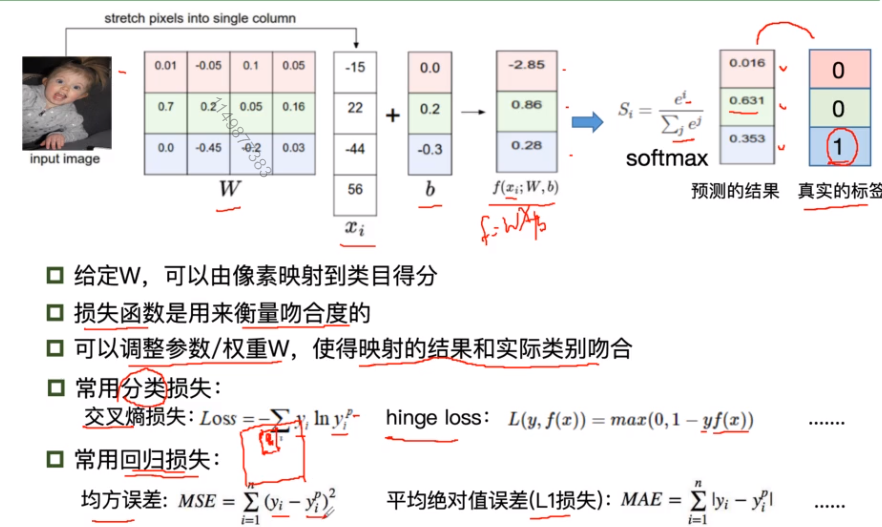 stretch pixels into single column
input image
0.01 -0.05 0.1 0.05
0.7 0.2 0.05 0.16
0.0 -0.45 -0.2 0.03
W
-15
22
-44
56
x_i
+
0.0
0.2
-0.3
b
-2.85
0.86
0.28
f(x_i; W, b)
f=WX+b
S_i = e^i / ∑_j e^j
softmax
0.016
0.631
0.353
预测的结果
0
0
1
真实的标签
给定W，可以由像素映射到类目得分
损失函数是用来衡量吻合度的
可以调整参数/权重W，使得映射的结果和实际类别吻合
常用分类损失：
交叉熵损失：Loss = -∑ y_i ln y_i^p hinge loss： L(y, f(x)) = max(0, 1 - yf(x)) .......
常用回归损失：
均方误差: MSE = ∑_{i=1}^n (y_i - y_i^p)^2 平均绝对值误差(L1损失)：MAE = ∑_{i=1}^n |y_i - y_i^p| ......